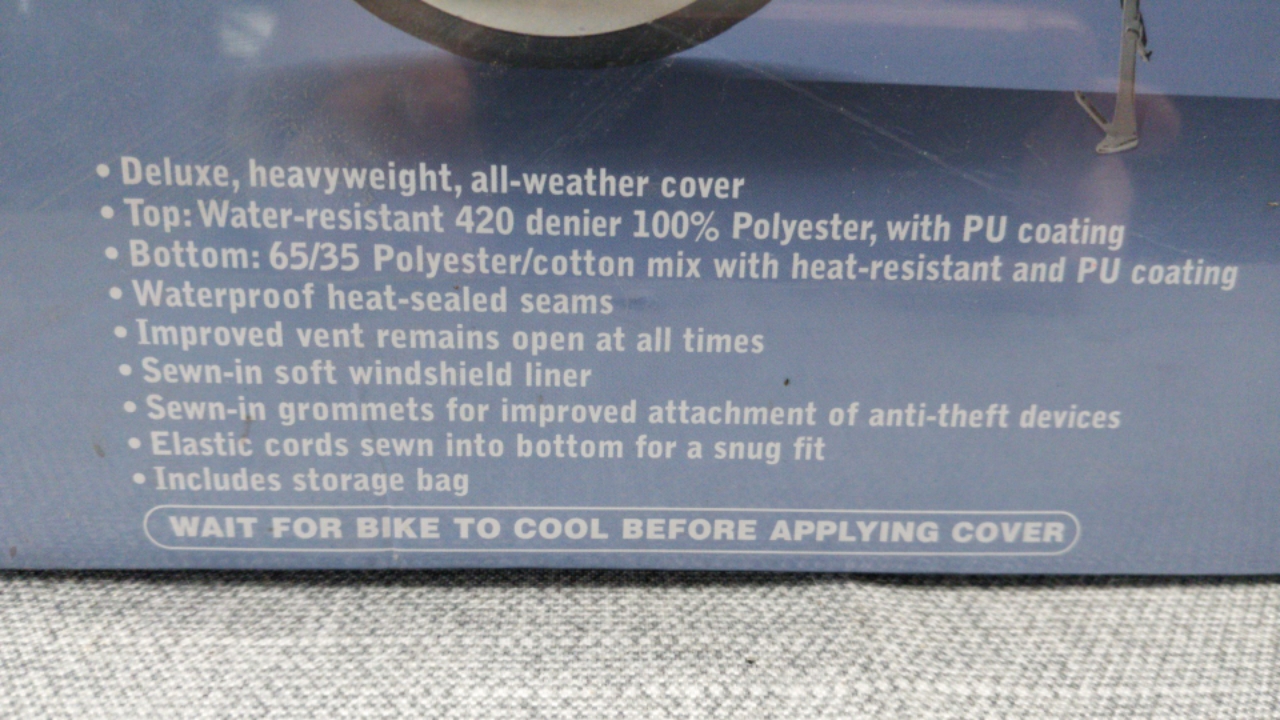 • Deluxe, heavyweight, all-weather cover
• Top: Water-resistant 420 denier 100% Polyester, with PU coating
• Bottom: 65/35 Polyester/cotton mix with heat-resistant and PU coating
• Waterproof heat-sealed seams
• Improved vent remains open at all times
• Sewn-in soft windshield liner
• Sewn-in grommets for improved attachment of anti-theft devices
• Elastic cords sewn into bottom for a snug fit
• Includes storage bag
WAIT FOR BIKE TO COOL BEFORE APPLYING COVER